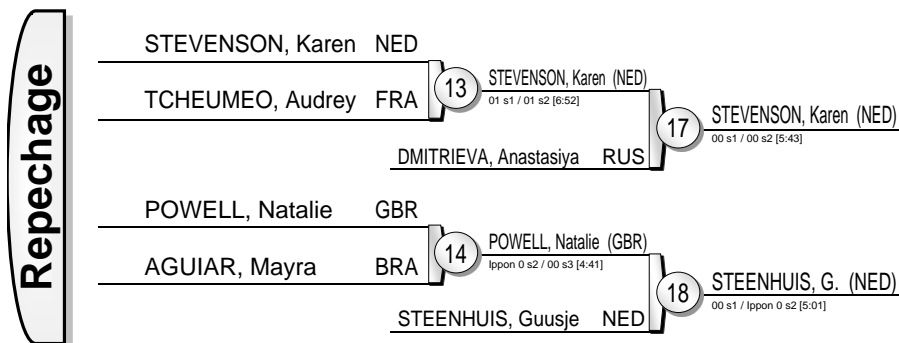 Repechage
STEVENSON, Karen NED
TCHEUMEO, Audrey FRA
13
STEVENSON, Karen (NED)
01 s1 / 01 s2 [6:52]
DMITRIEVA, Anastasiya RUS
17
STEVENSON, Karen (NED)
00 s1 / 00 s2 [5:43]
POWELL, Natalie GBR
AGUIAR, Mayra BRA
14
POWELL, Natalie (GBR)
Ippon 0 s2 / 00 s3 [4:41]
STEENHUIS, Guusje NED
18
STEENHUIS, G. (NED)
00 s1 / Ippon 0 s2 [5:01]